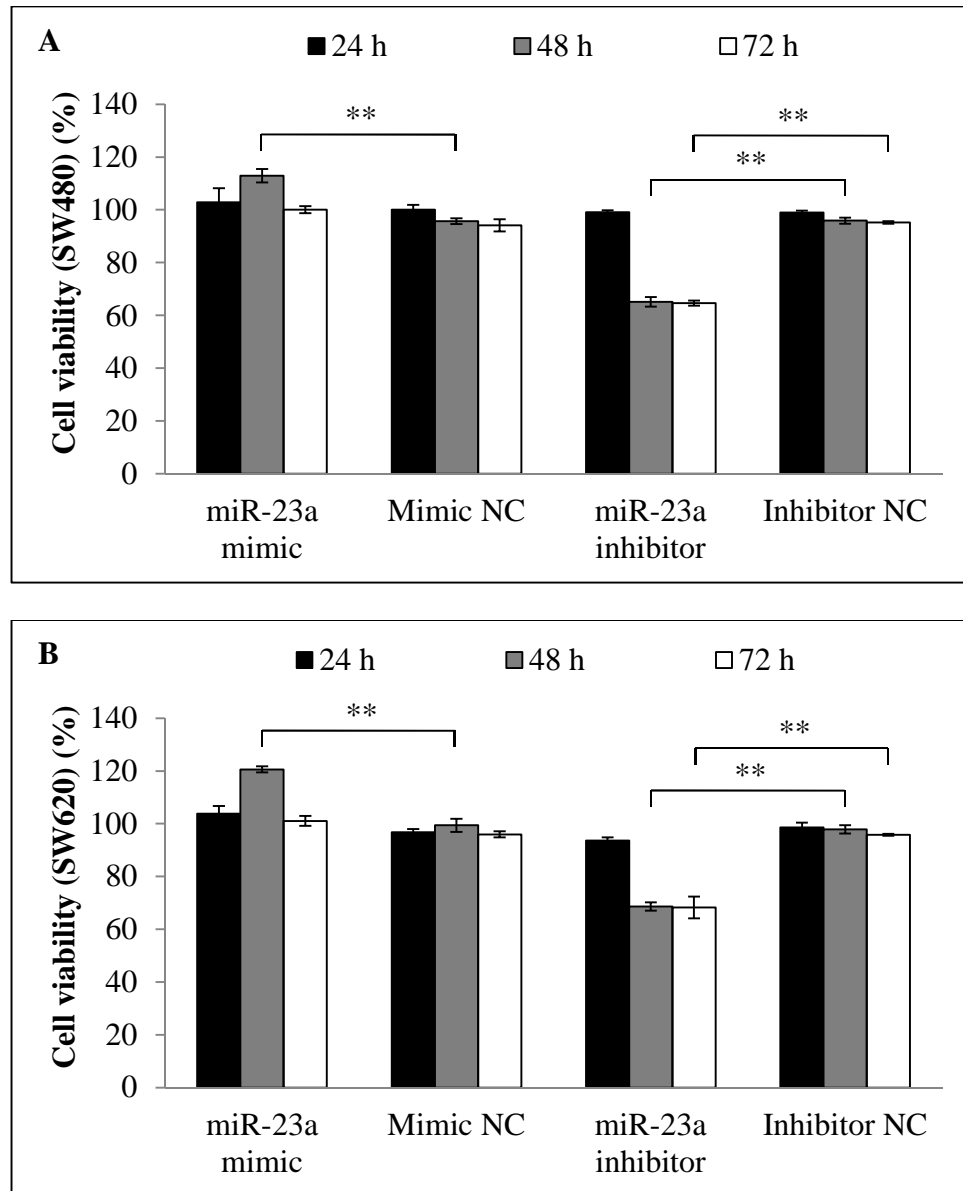 A
24 h 48 h 72 h
Cell viability (SW480) (%)
140
120
100
80
60
40
20
0
**
**
**
miR-23a mimic
Mimic NC
miR-23a inhibitor
Inhibitor NC
B
24 h 48 h 72 h
Cell viability (SW620) (%)
140
120
100
80
60
40
20
0
**
**
**
miR-23a mimic
Mimic NC
miR-23a inhibitor
Inhibitor NC